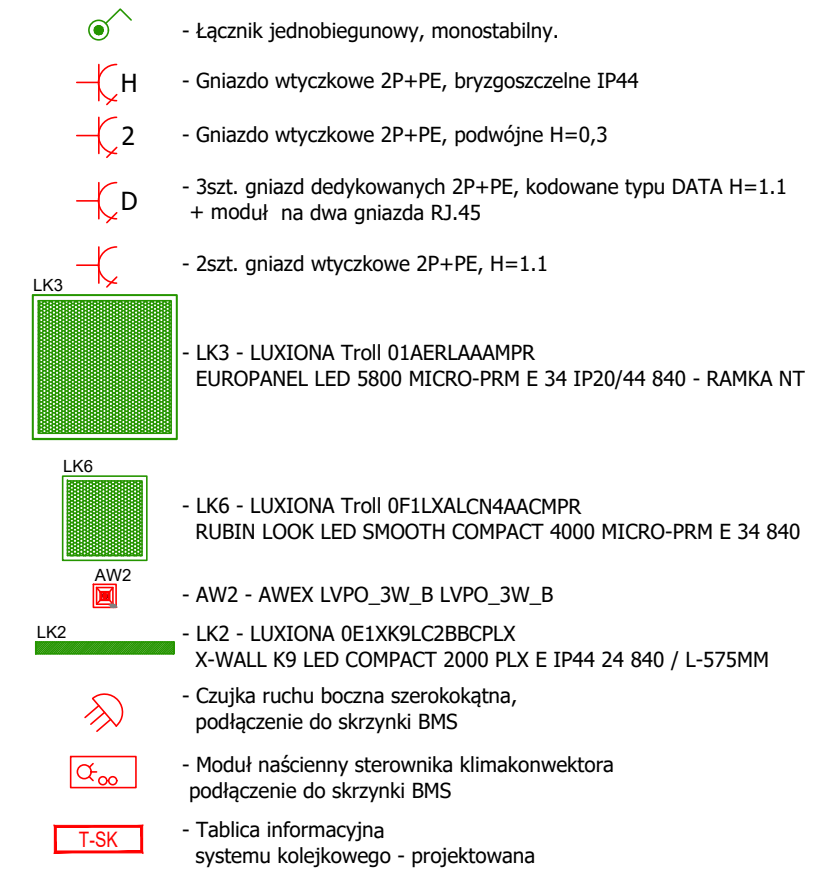 - Łącznik jednobiegunowy, monostabilny.
H - Gniazdo wtyczkowe 2P+PE, bryzgoszczelne IP44
2 - Gniazdo wtyczkowe 2P+PE, podwójne H=0,3
D - 3szt. gniazd dedykowanych 2P+PE, kodowane typu DATA H=1.1
+ moduł na dwa gniazda RJ.45
- 2szt. gniazd wtyczkowe 2P+PE, H=1.1
LK3
- LK3 - LUXIONA Troll 01AERLAAAMPR
EUROPANEL LED 5800 MICRO-PRM E 34 IP20/44 840 - RAMKA NT
LK6
- LK6 - LUXIONA Troll 0F1LXALCN4AACMPR
RUBIN LOOK LED SMOOTH COMPACT 4000 MICRO-PRM E 34 840
AW2
- AW2 - AWEX LVPO_3W_B LVPO_3W_B
LK2
- LK2 - LUXIONA 0E1XK9LC2BBCPLX
X-WALL K9 LED COMPACT 2000 PLX E IP44 24 840 / L-575MM
- Czujka ruchu boczna szerokokątna,
podłączenie do skrzynki BMS
- Moduł naścienny sterownika klimakonwektora
podłączenie do skrzynki BMS
T-SK
- Tablica informacyjna
systemu kolejkowego - projektowana